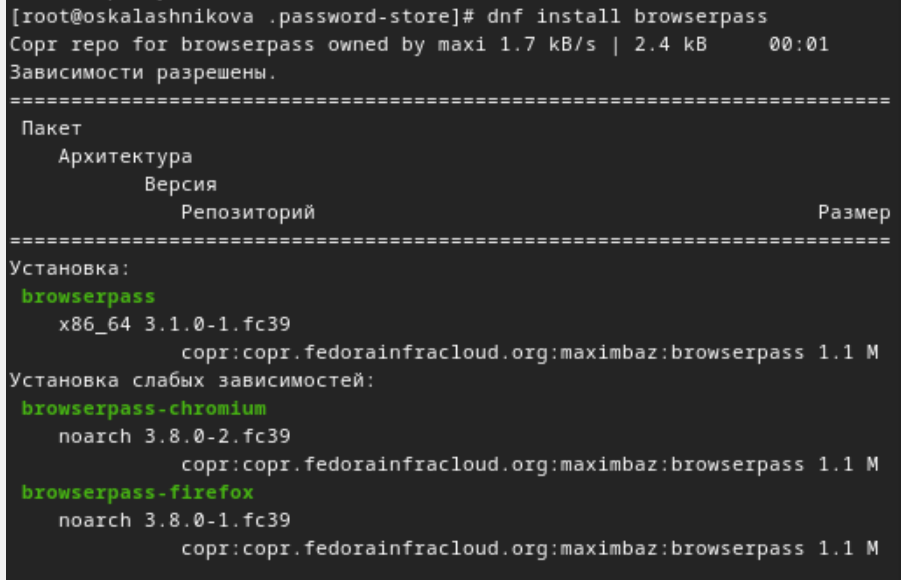 [root@oskalashnikova .password-store]# dnf install browserpass
Copr repo for browserpass owned by maxi 1.7 kB/s | 2.4 kB     00:01
Зависимости разрешены.
========================================================================
 Пакет
    Архитектура
           Версия
              Репозиторий                                         Размер
========================================================================
Установка:
 browserpass
    x86_64 3.1.0-1.fc39
              copr:copr.fedorainfracloud.org:maximbaz:browserpass 1.1 M
Установка слабых зависимостей:
 browserpass-chromium
    noarch 3.8.0-2.fc39
              copr:copr.fedorainfracloud.org:maximbaz:browserpass 1.1 M
 browserpass-firefox
    noarch 3.8.0-1.fc39
              copr:copr.fedorainfracloud.org:maximbaz:browserpass 1.1 M